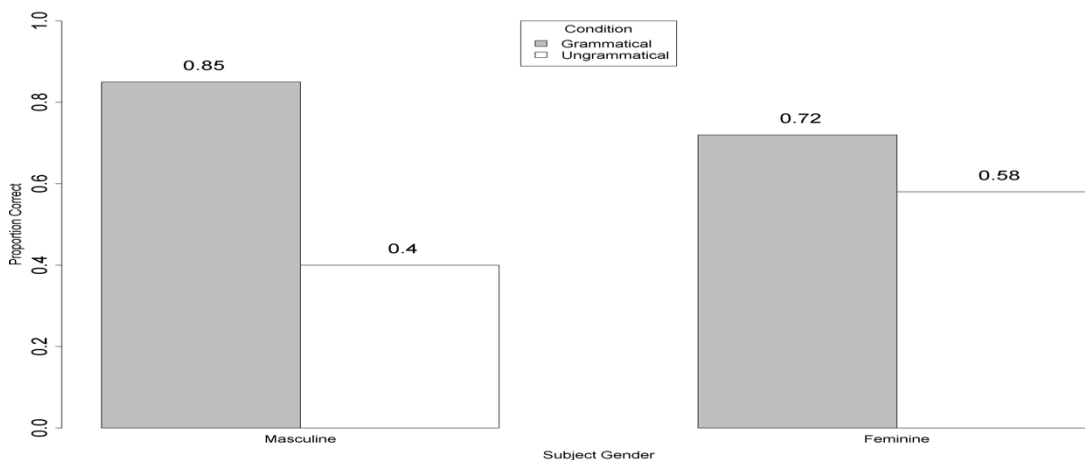 Condition
Grammatical
Ungrammatical
1.0
0.8
0.6
0.4
0.2
0.0
Proportion Correct
0.85
0.4
0.72
0.58
Masculine
Feminine
Subject Gender